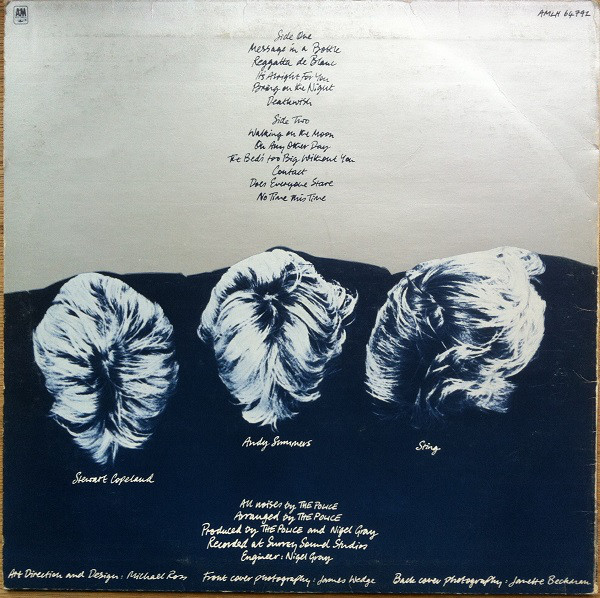 A&M
AMLH 64792
Side One
Message in a Bottle
Reggatta de Blanc
Its Alright For You
Bring on the Night
Deathwish
Side Two
Walking on the Moon
On Any Other Day
The Bed's too Big Without You
Contact
Does Everyone Stare
No Time This Time
Andy Summers
Sting
Stewart Copeland
All noises by THE POLICE
Arranged by THE POLICE
Produced by THE POLICE and Nigel Gray
Recorded at Surrey Sound Studios
Engineer: Nigel Gray
Art Direction and Design: Michael Ross Front cover photography: James Wedge Back cover photography: Janette Beckman